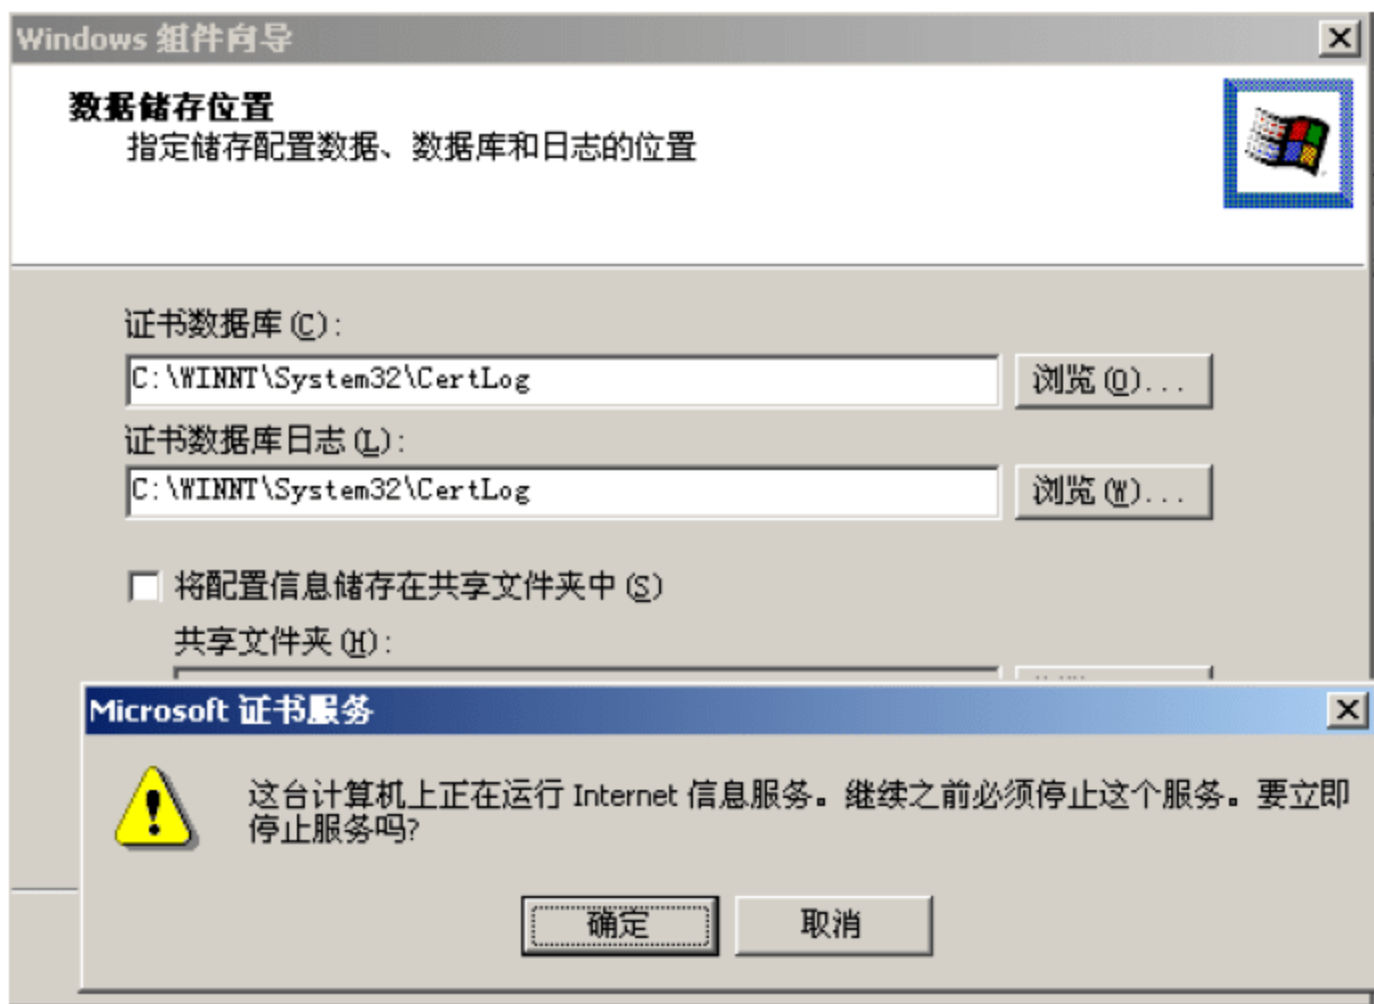 Windows 组件向导
数据储存位置
指定储存配置数据、数据库和日志的位置
证书数据库(C):
C:\WINNT\System32\CertLog
浏览(O)...
证书数据库日志(L):
C:\WINNT\System32\CertLog
浏览(W)...
将配置信息储存在共享文件夹中(S)
共享文件夹(H):
Microsoft 证书服务
这台计算机上正在运行 Internet 信息服务。继续之前必须停止这个服务。要立即
停止服务吗?
确定
取消